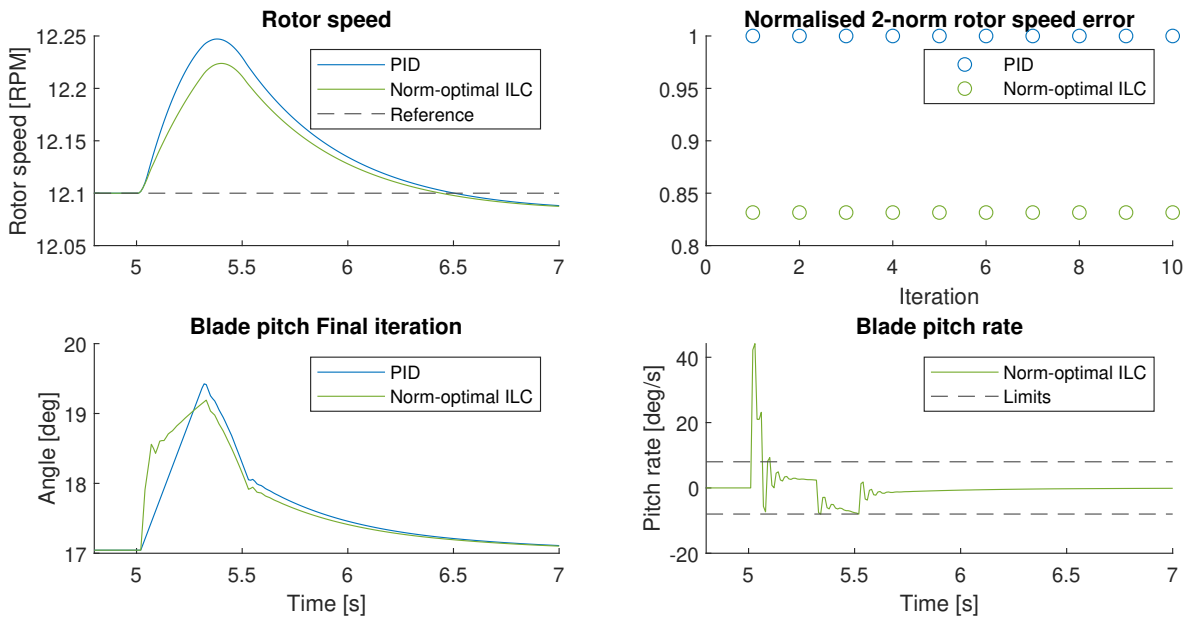 Rotor speed
Rotor speed [RPM]
12.25
12.2
12.15
12.1
12.05
5
5.5
6
6.5
7
PID
Norm-optimal ILC
Reference
Normalised 2-norm rotor speed error
1
0.95
0.9
0.85
0.8
0
2
4
6
8
10
Iteration
PID
Norm-optimal ILC
Blade pitch Final iteration
Angle [deg]
20
19
18
17
5
5.5
6
6.5
7
Time [s]
PID
Norm-optimal ILC
Blade pitch rate
Pitch rate [deg/s]
40
20
0
-20
5
5.5
6
6.5
7
Time [s]
Norm-optimal ILC
Limits